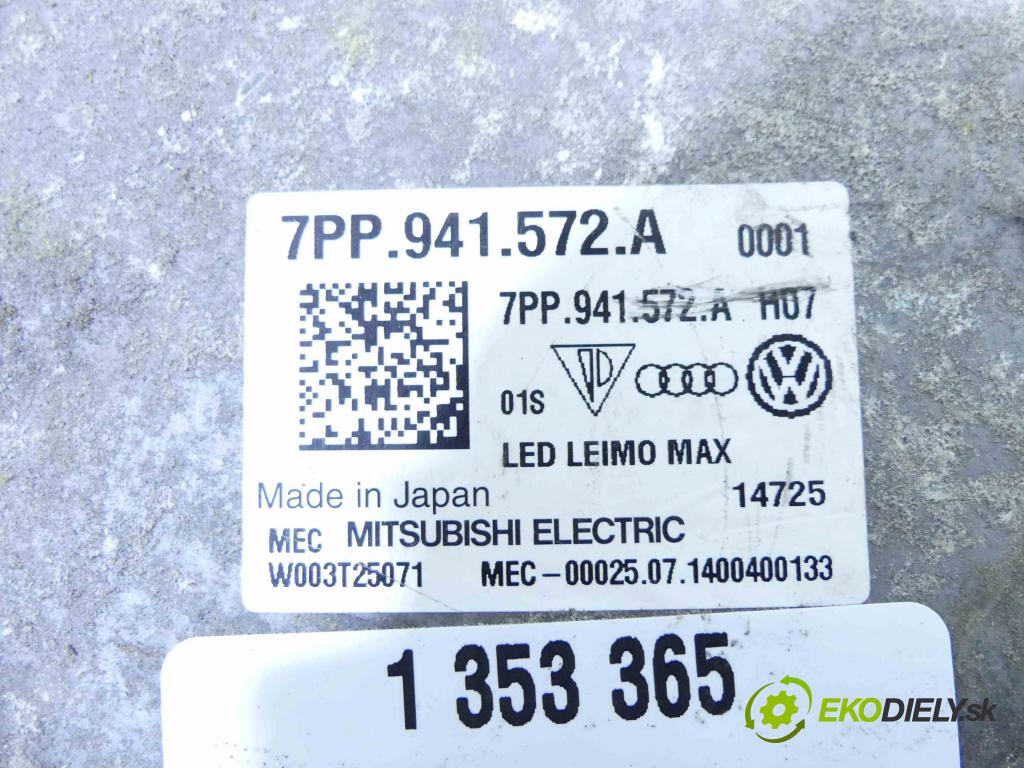 7PP.941.572.A 0001
7PP.941.572.A H07
01S
LED LEIMO MAX
Made in Japan 14725
MEC MITSUBISHI ELECTRIC
W003T25071 MEC-00025.07.1400400133
1 353 365
EKODIELY.sk